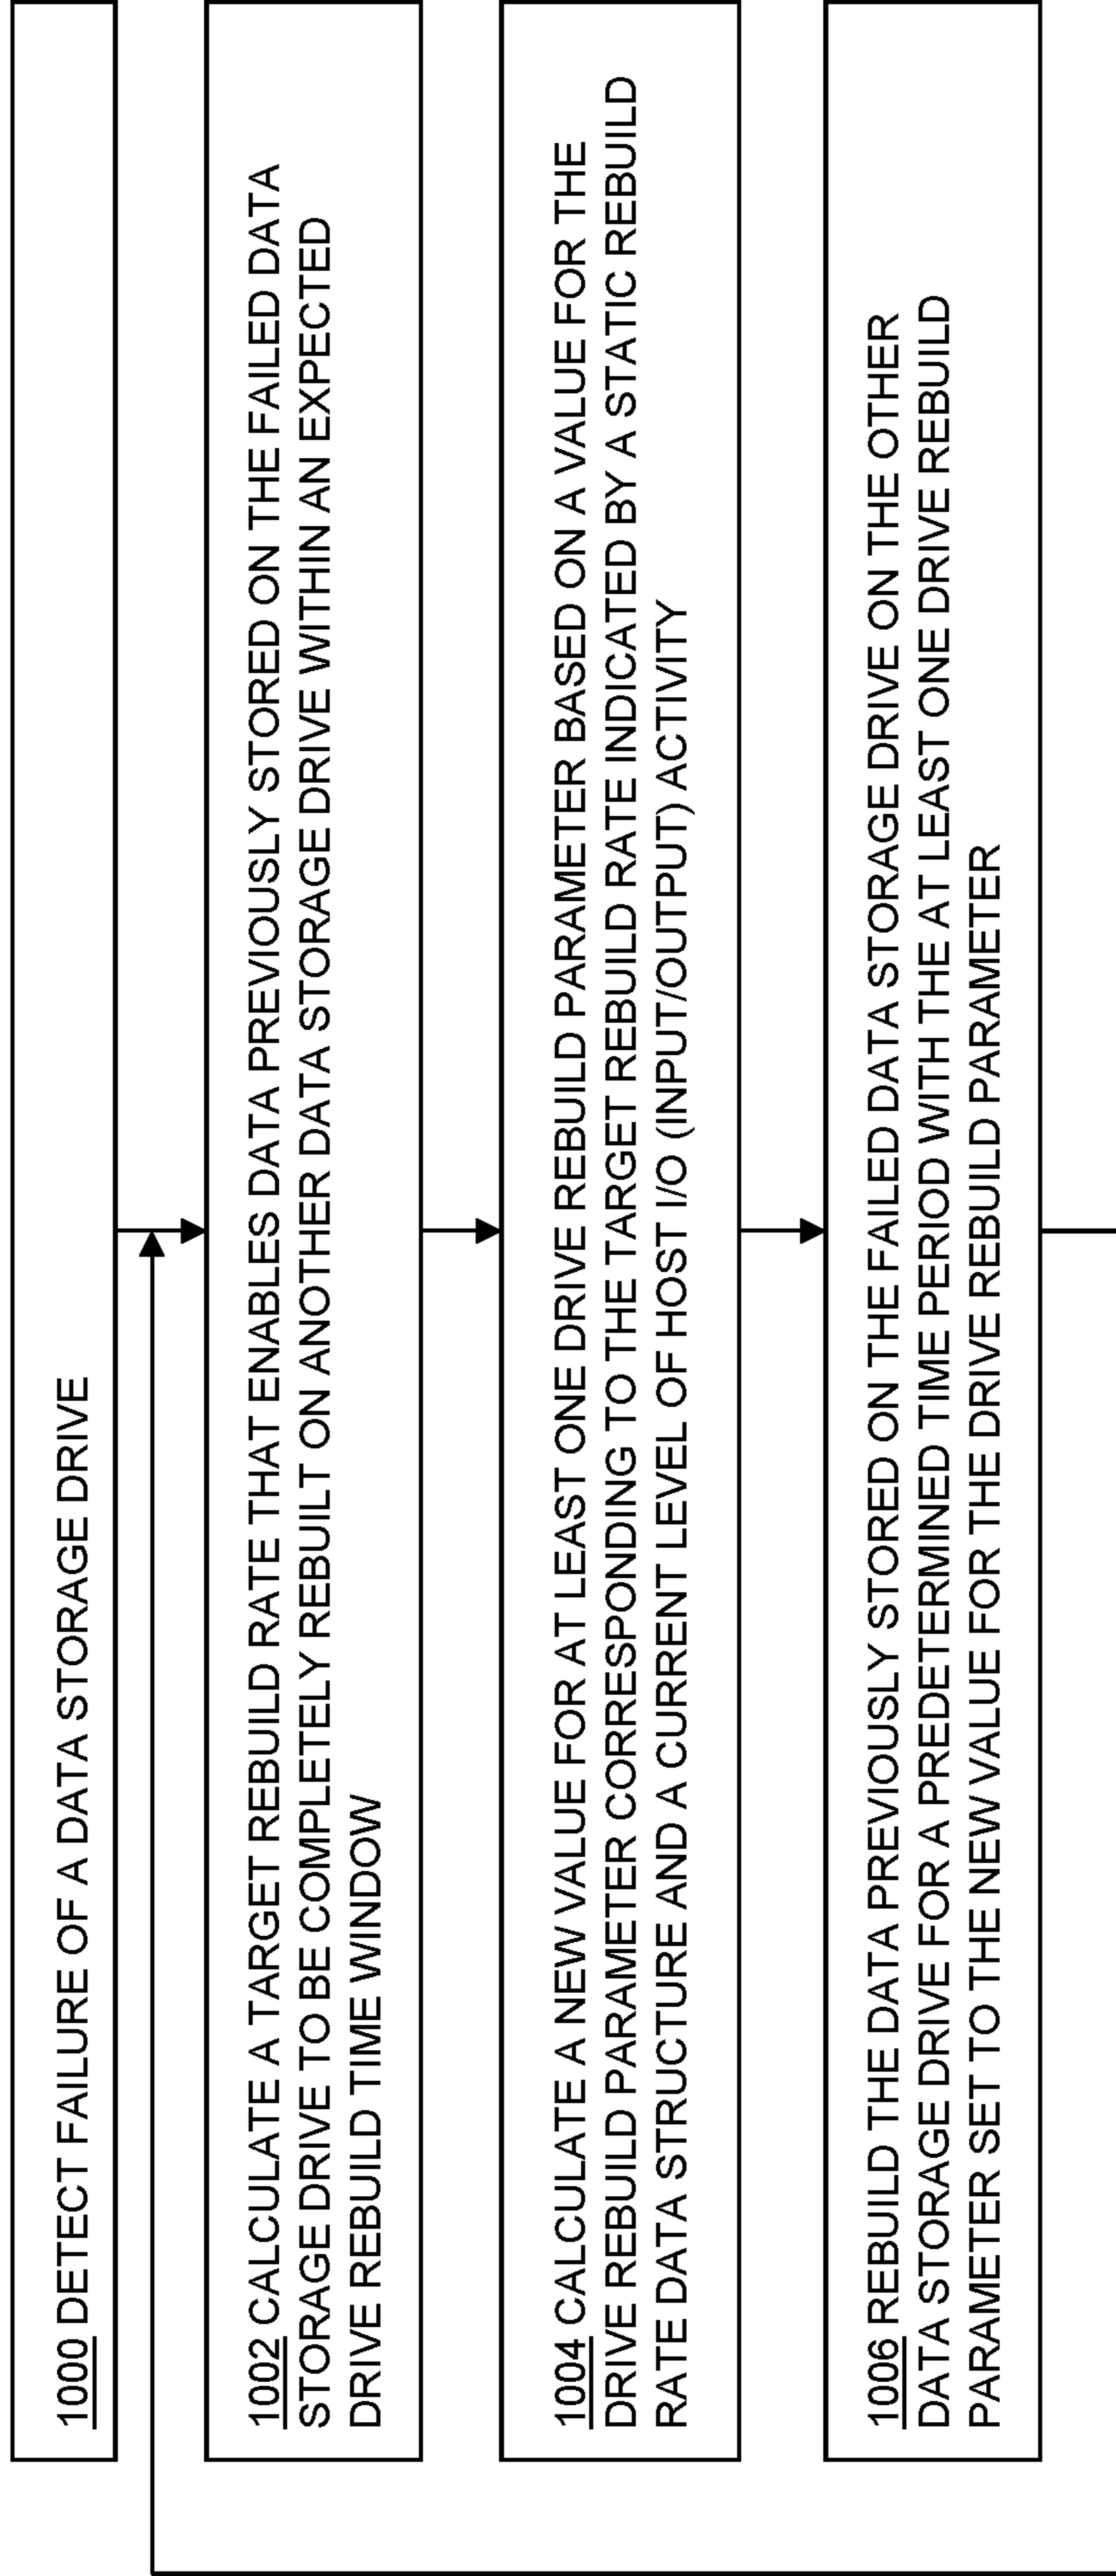 1000 DETECT FAILURE OF A DATA STORAGE DRIVE
1002 CALCULATE A TARGET REBUILD RATE THAT ENABLES DATA PREVIOUSLY STORED ON THE FAILED DATA
STORAGE DRIVE TO BE COMPLETELY REBUILT ON ANOTHER DATA STORAGE DRIVE WITHIN AN EXPECTED
DRIVE REBUILD TIME WINDOW
1004 CALCULATE A NEW VALUE FOR AT LEAST ONE DRIVE REBUILD PARAMETER BASED ON A VALUE FOR THE
DRIVE REBUILD PARAMETER CORRESPONDING TO THE TARGET REBUILD RATE INDICATED BY A STATIC REBUILD
RATE DATA STRUCTURE AND A CURRENT LEVEL OF HOST I/O (INPUT/OUTPUT) ACTIVITY
1006 REBUILD THE DATA PREVIOUSLY STORED ON THE FAILED DATA STORAGE DRIVE ON THE OTHER
DATA STORAGE DRIVE FOR A PREDETERMINED TIME PERIOD WITH THE AT LEAST ONE DRIVE REBUILD
PARAMETER SET TO THE NEW VALUE FOR THE DRIVE REBUILD PARAMETER